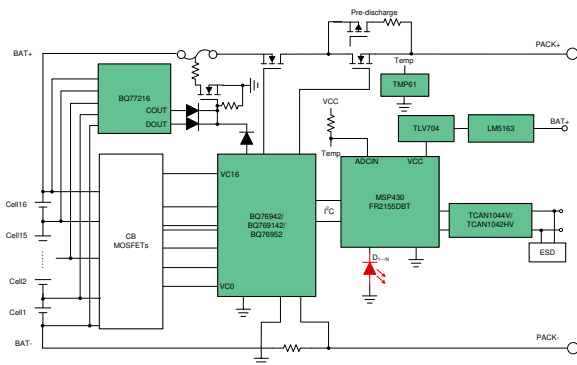 Pre-discharge
BAT+
PACK+
Temp
TMP61
BQ77216
COUT
DOUT
VCC
Temp
TLV704
LM5163
BAT+
ADCIN
VCC
MSP430
FR2155DBT
VC16
BQ76942/
BQ769142/
BQ76952
VC0
I²C
CB
MOSFETs
TCAN1044V/
TCAN1042HV
ESD
D1...N
Cell16
Cell15
Cell2
Cell1
BAT-
PACK-